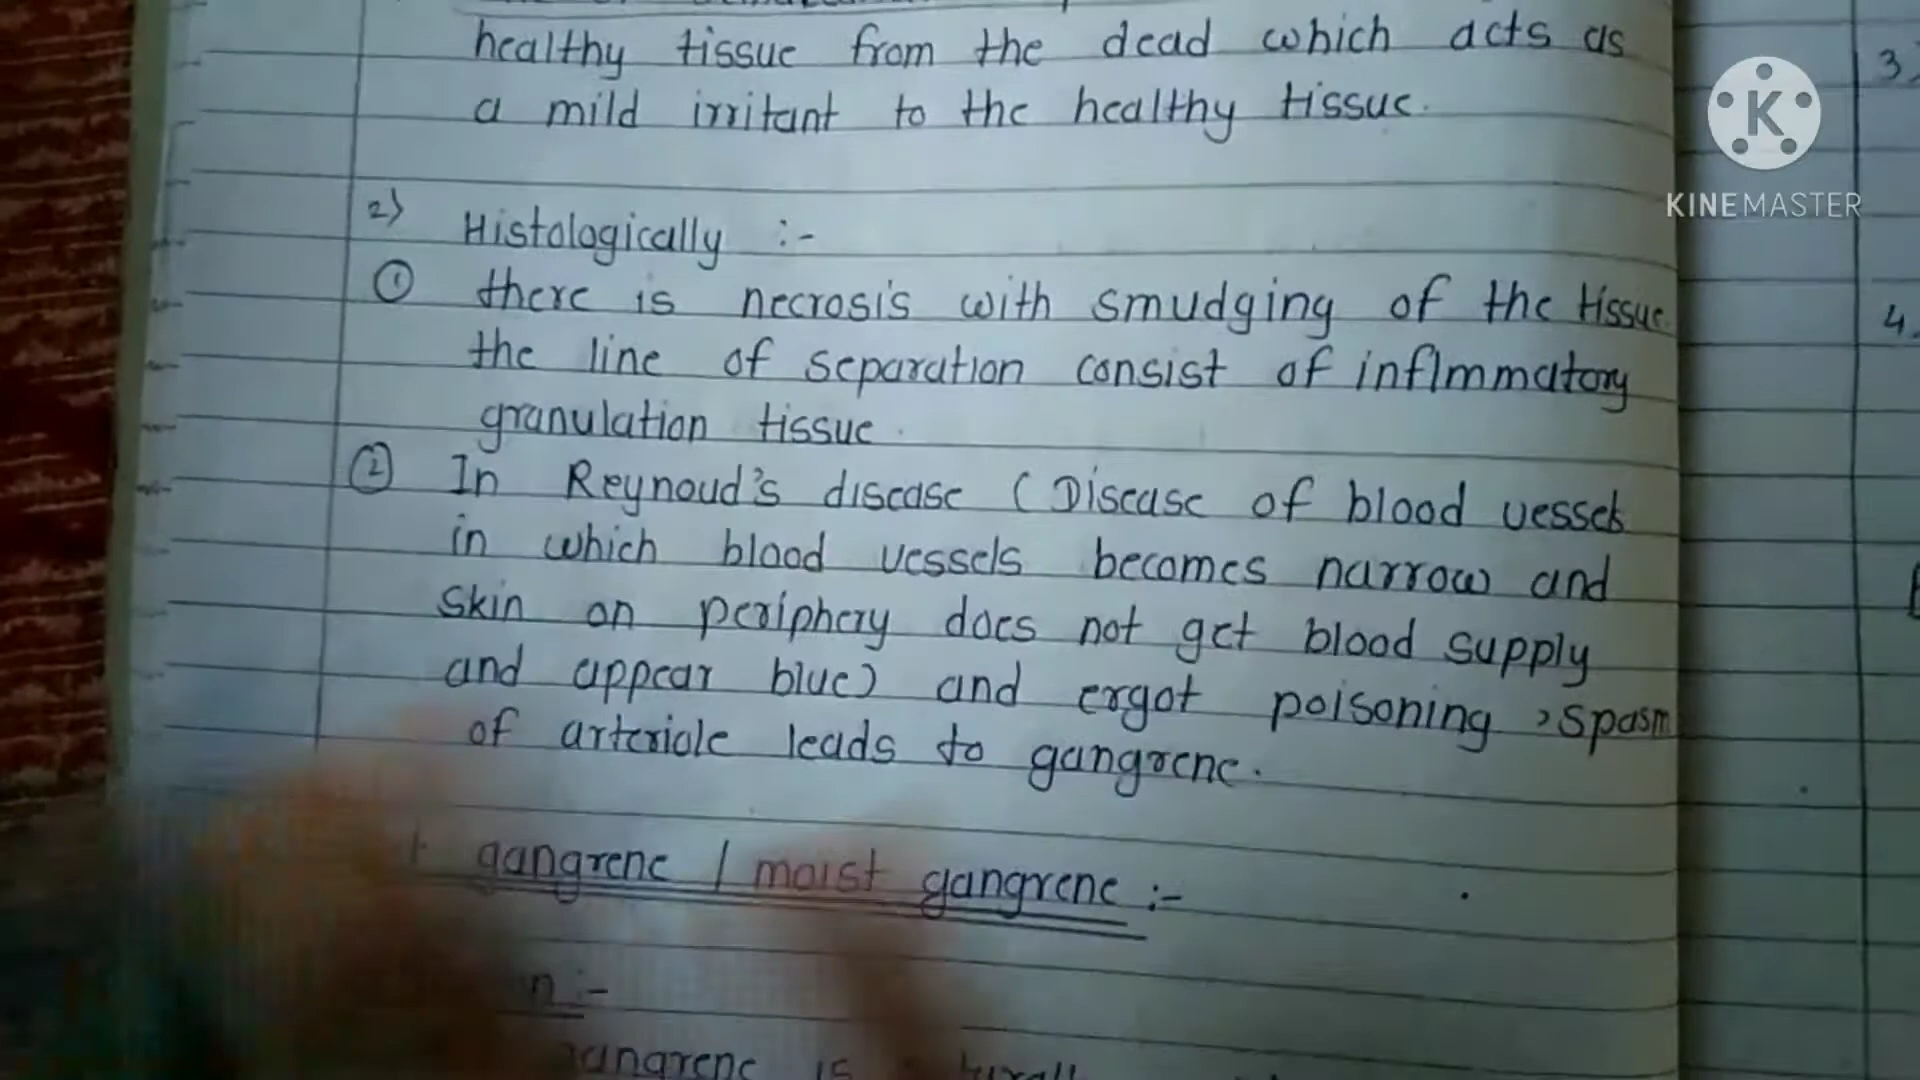 healthy tissue from the dead which acts as
a mild irritant to the healthy tissue.
2) Histologically :-
① there is necrosis with smudging of the tissue
the line of separation consist of inflmmatory
granulation tissue.
② In Reynoud's disease (Disease of blood vessels
in which blood vessels becomes narrow and
skin on periphery does not get blood supply
and appear blue) and ergot poisoning, spasm
of arteriole leads to gangrene.
gangrene / moist gangrene :-
n :-
gangrene is
3)
4.
K
KINEMASTER